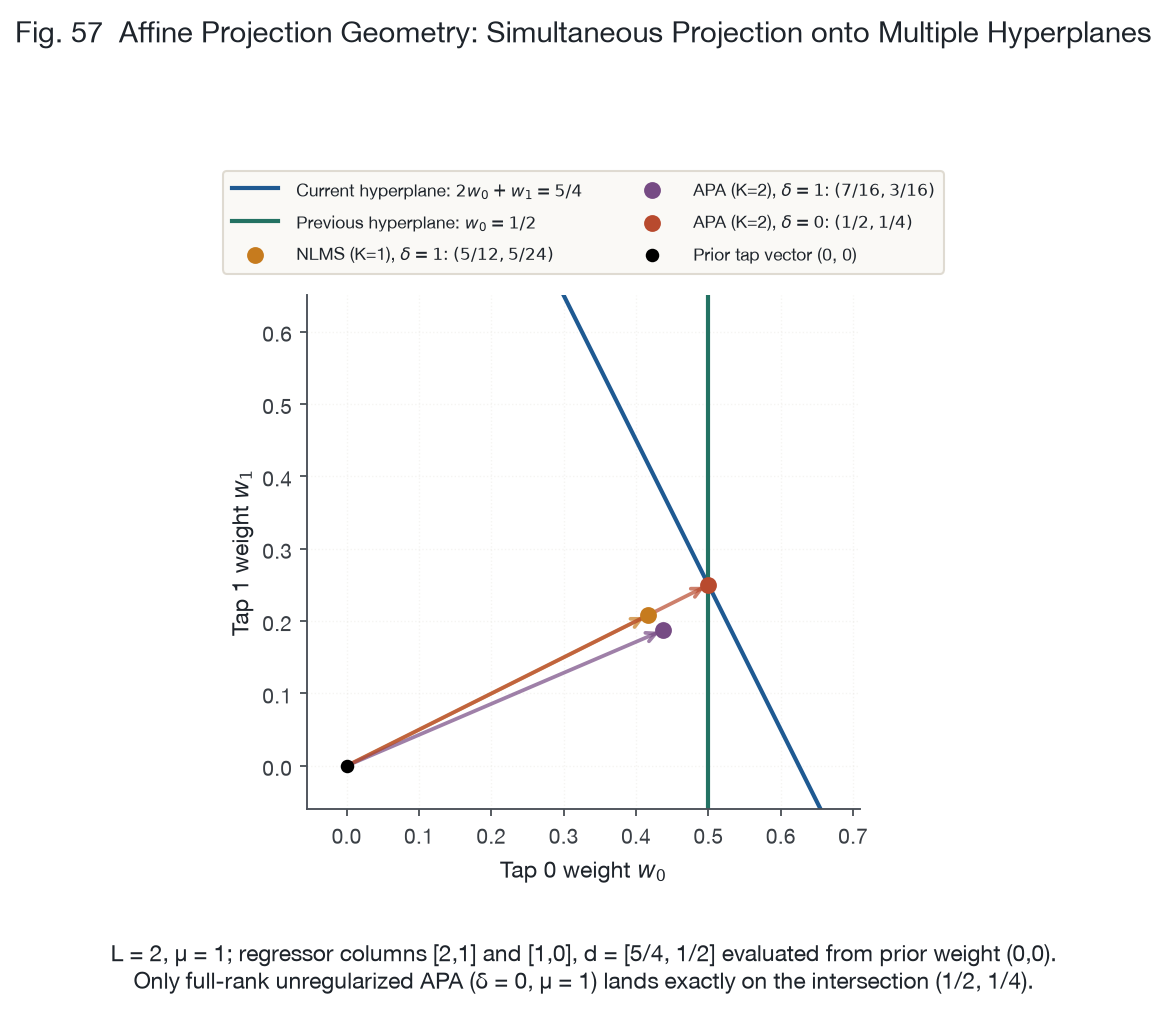 Fig. 57  Affine Projection Geometry: Simultaneous Projection onto Multiple Hyperplanes
Current hyperplane: 2w₀ + w₁ = 5/4
Previous hyperplane: w₀ = 1/2
NLMS (K=1), δ = 1: (5/12, 5/24)
APA (K=2), δ = 1: (7/16, 3/16)
APA (K=2), δ = 0: (1/2, 1/4)
Prior tap vector (0, 0)
0.6
0.5
0.4
0.3
0.2
0.1
0.0
Tap 1 weight w₁
0.0 0.1 0.2 0.3 0.4 0.5 0.6 0.7
Tap 0 weight w₀
L = 2, μ = 1; regressor columns [2,1] and [1,0], d = [5/4, 1/2] evaluated from prior weight (0,0).
Only full-rank unregularized APA (δ = 0, μ = 1) lands exactly on the intersection (1/2, 1/4).